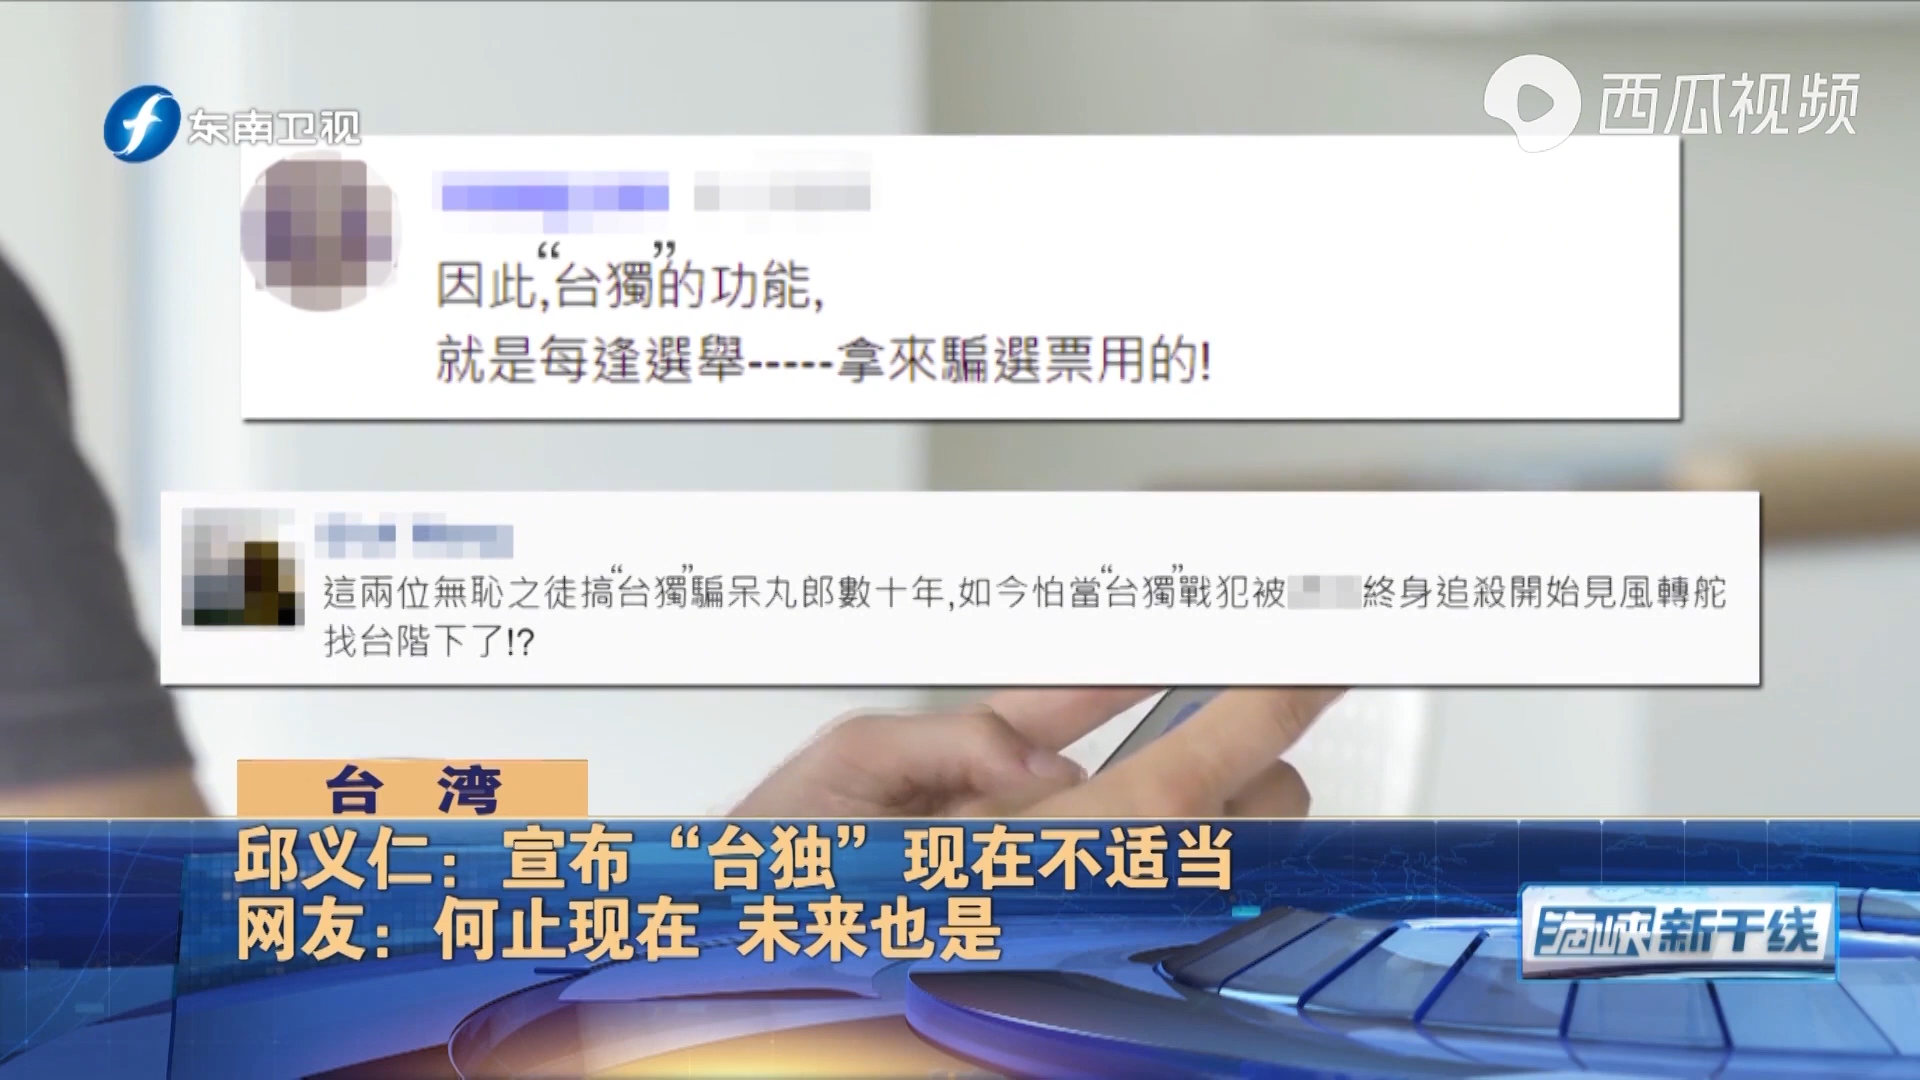 东南卫视
西瓜视频
因此,“台獨”的功能,
就是每逢選舉-----拿來騙選票用的!
這兩位無恥之徒搞“台獨”騙呆丸郎數十年,如今怕當“台獨”戰犯被終身追殺開始見風轉舵
找台階下了!?
台湾
邱义仁：宣布“台独”现在不适当
网友：何止现在 未来也是
海峡新干线